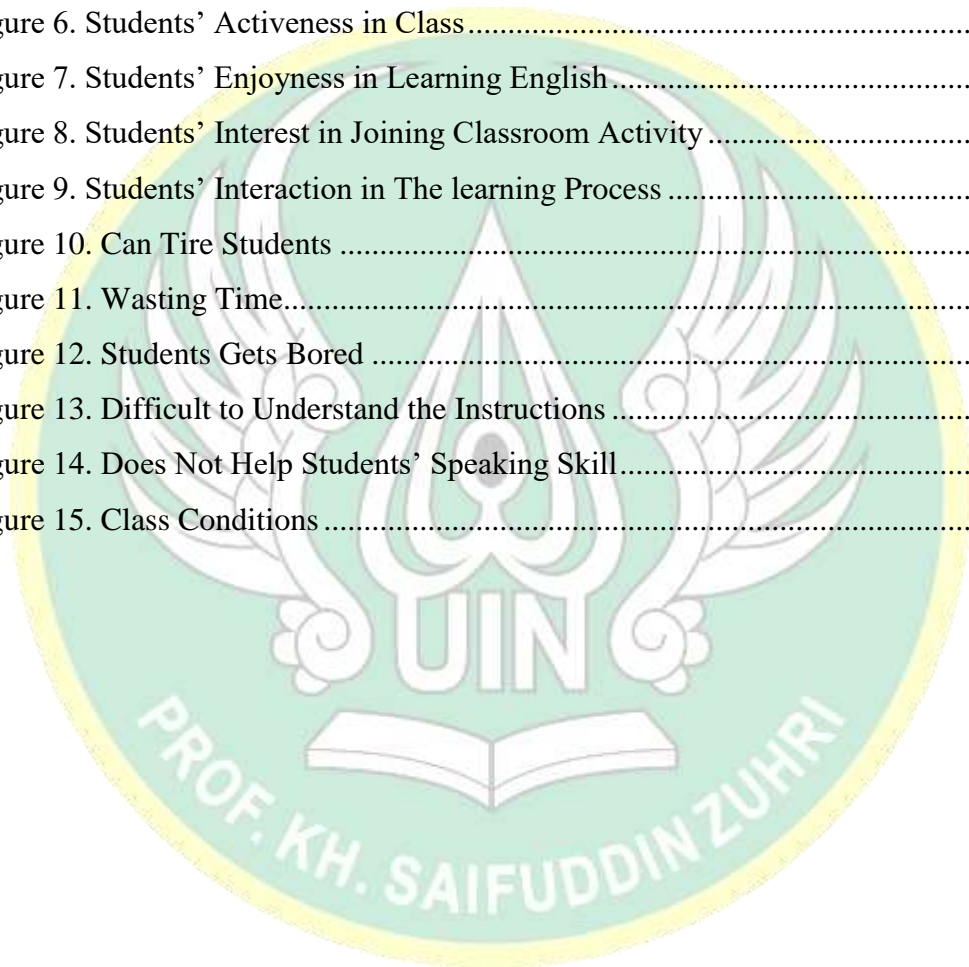 gure 6. Students’ Activeness in Class....................................................................
gure 7. Students’ Enjoyness in Learning English................................................
gure 8. Students’ Interest in Joining Classroom Activity...................................
gure 9. Students’ Interaction in The learning Process........................................
gure 10. Can Tire Students....................................................................................
gure 11. Wasting Time...........................................................................................
gure 12. Students Gets Bored................................................................................
gure 13. Difficult to Understand the Instructions................................................
gure 14. Does Not Help Students’ Speaking Skill...............................................
gure 15. Class Conditions......................................................................................
UIN
PROF. KH. SAIFUDDIN ZUHRI